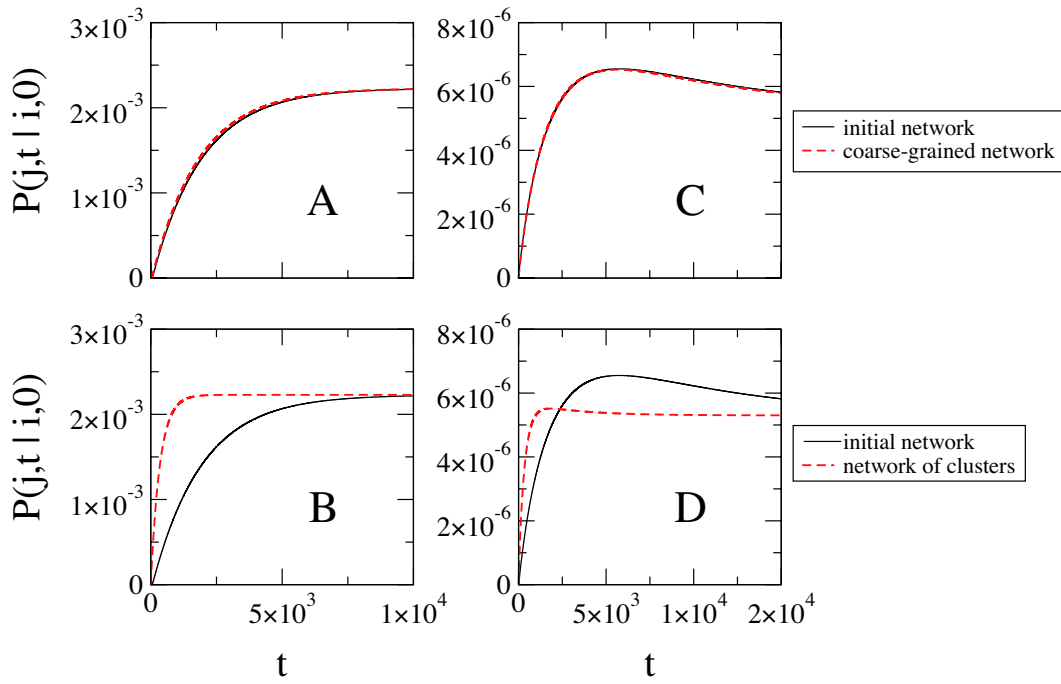 3×10⁻³
2×10⁻³
1×10⁻³
0
P(j,t | i,0)
A
8×10⁻⁶
6×10⁻⁶
4×10⁻⁶
2×10⁻⁶
0
C
initial network
coarse-grained network
3×10⁻³
2×10⁻³
1×10⁻³
0
P(j,t | i,0)
B
0
5×10³
1×10⁴
t
8×10⁻⁶
6×10⁻⁶
4×10⁻⁶
2×10⁻⁶
0
D
0
5×10³
2×10⁴
t
initial network
network of clusters